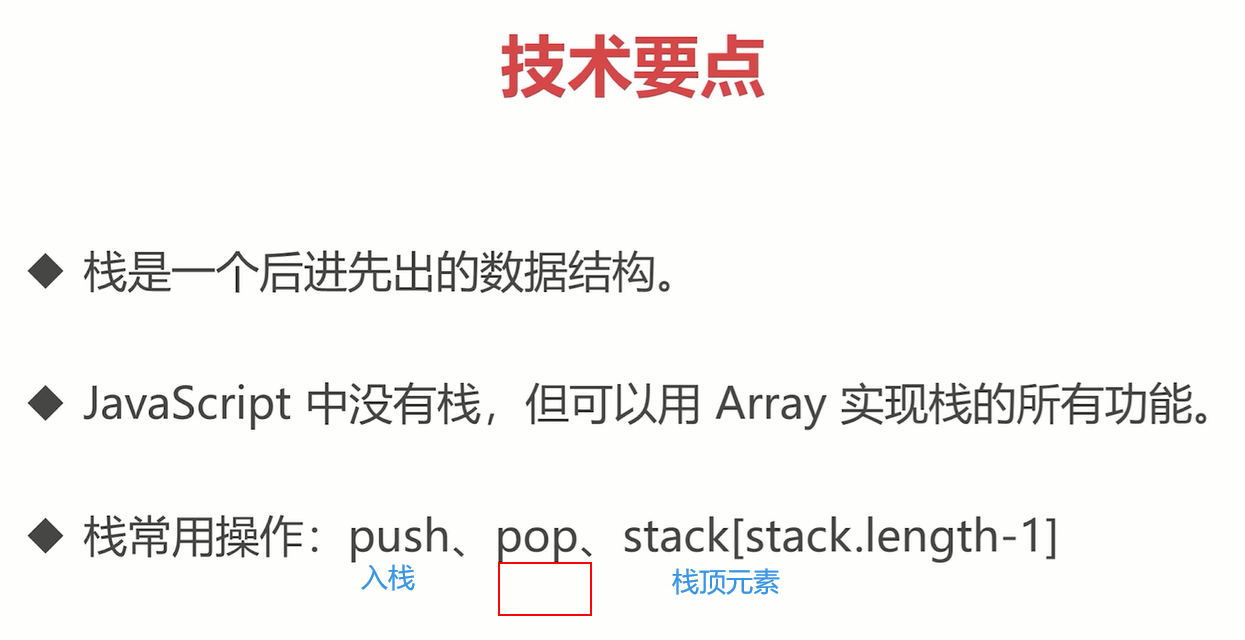 技术要点
◆ 栈是一个后进先出的数据结构。
◆ JavaScript 中没有栈，但可以用 Array 实现栈的所有功能。
◆ 栈常用操作：push、pop、stack[stack.length-1]
入栈 栈顶元素